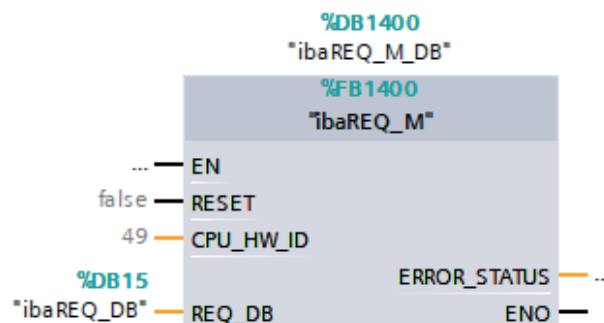 %DB1400
"ibaREQ_M_DB"
%FB1400
"ibaREQ_M"
... EN
false RESET
49 CPU_HW_ID
ERROR_STATUS ...
%DB15
"ibaREQ_DB" REQ_DB
ENO